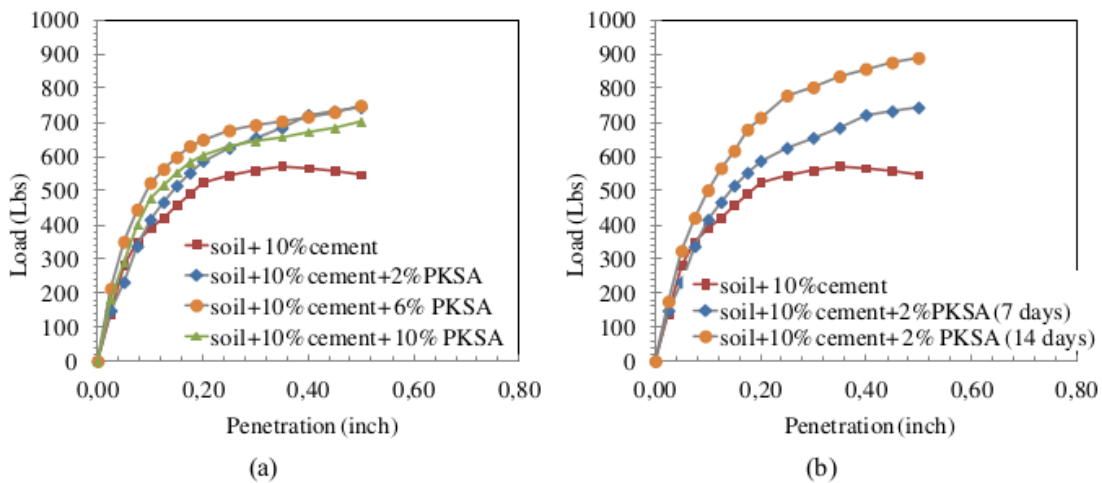 1000
900
800
700
600
500
400
300
200
100
0
Load (Lbs)
soil+10%cement
soil+10%cement+2%PKSA
soil+10%cement+6% PKSA
soil+10%cement+10% PKSA
0,00 0,20 0,40 0,60 0,80
Penetration (inch)
(a)
1000
900
800
700
600
500
400
300
200
100
0
Load (Lbs)
soil+10%cement
soil+10%cement+2%PKSA (7 days)
soil+10%cement+2% PKSA (14 days)
0,00 0,20 0,40 0,60 0,80
Penetration (inch)
(b)